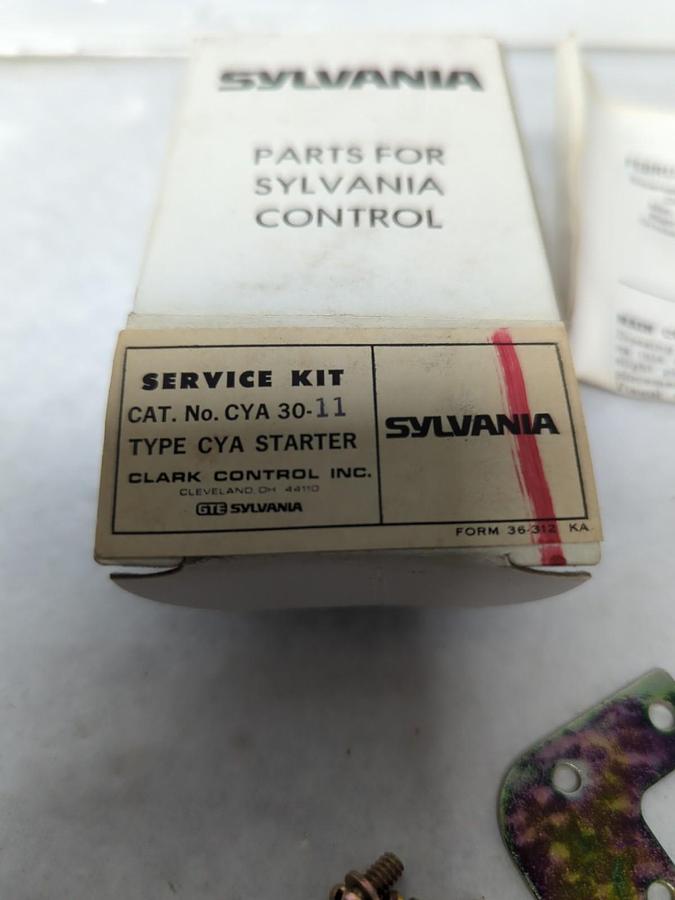 SYLVANIA
PARTS FOR
SYLVANIA
CONTROL
SERVICE KIT
CAT. No. CYA 30-11
TYPE CYA STARTER
CLARK CONTROL INC.
CLEVELAND, OH 44110
GTE SYLVANIA
SYLVANIA
FORM 36-312 KA